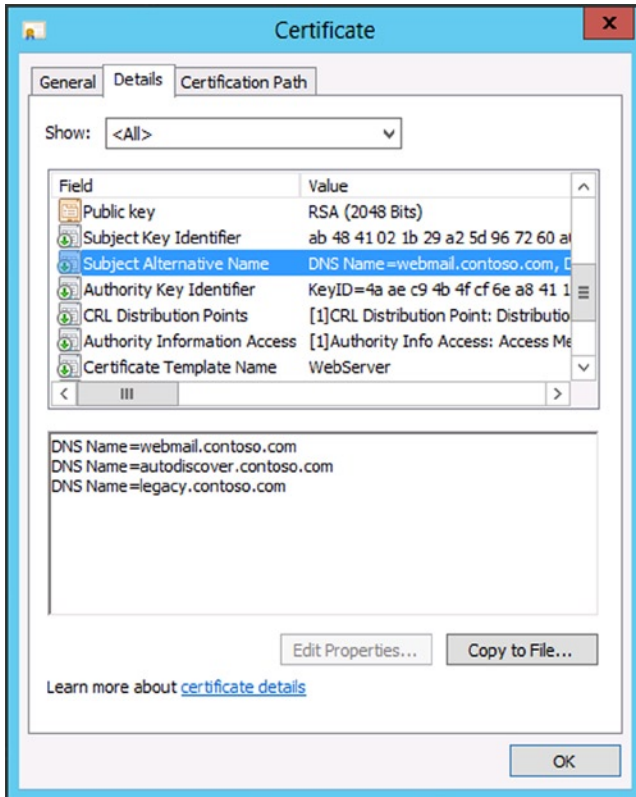 Certificate
x
General Details Certification Path
Show: <All>
Field Value
Public key RSA (2048 Bits)
Subject Key Identifier ab 48 41 02 1b 29 a2 5d 96 72 60
Subject Alternative Name DNS Name=webmail.contoso.com, D
Authority Key Identifier KeyID=4a ae c9 4b 4f cf 6e a8 41 1
CRL Distribution Points [1]CRL Distribution Point: Distributio
Authority Information Access [1]Authority Info Access: Access Me
Certificate Template Name WebServer
DNS Name=webmail.contoso.com
DNS Name=autodiscover.contoso.com
DNS Name=legacy.contoso.com
Edit Properties... Copy to File...
Learn more about certificate details
OK